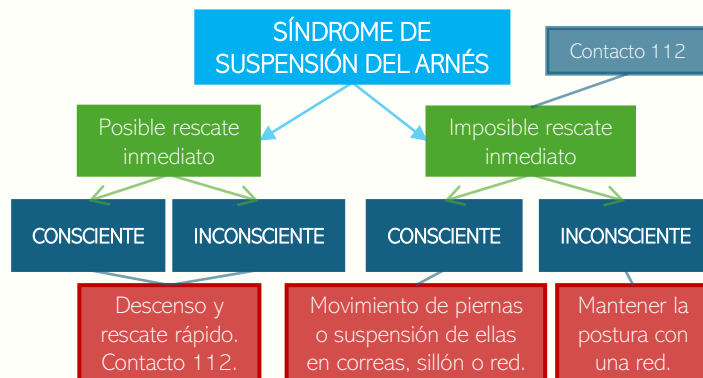 SÍNDROME DE
SUSPENSIÓN DEL ARNÉS
Contacto 112
Posible rescate
inmediato
Imposible rescate
inmediato
CONSCIENTE
INCONSCIENTE
CONSCIENTE
INCONSCIENTE
Descenso y
rescate rápido.
Contacto 112.
Movimiento de piernas
o suspensión de ellas
en correas, sillón o red.
Mantener la
postura con
una red.